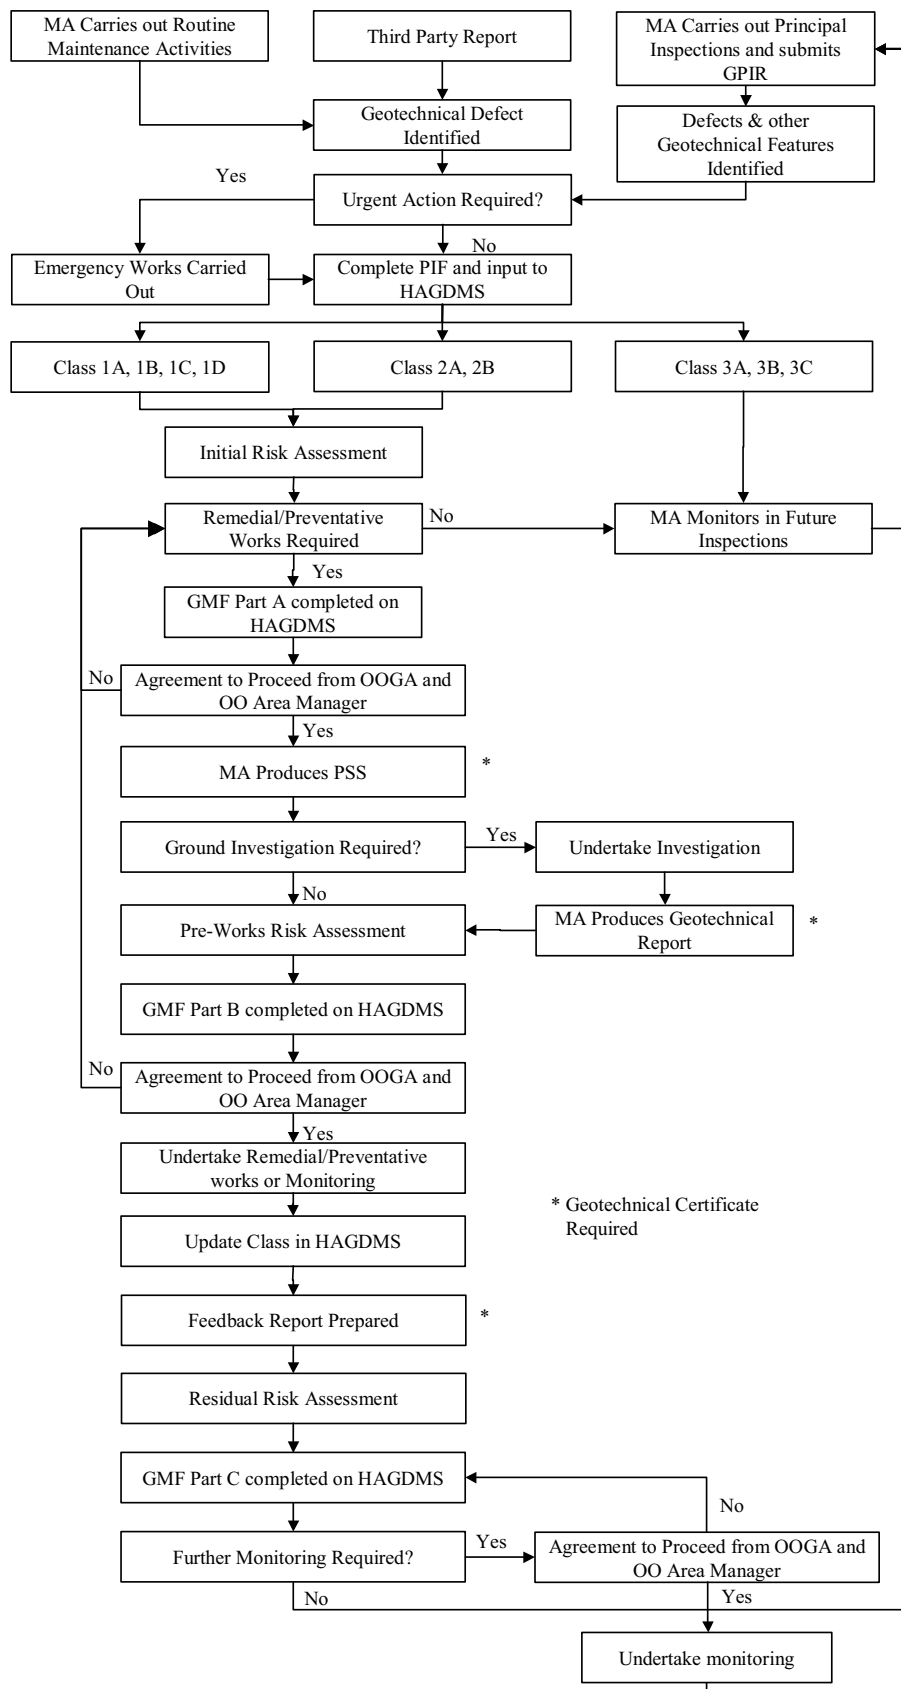 MA Carries out Routine
Maintenance Activities
Third Party Report
MA Carries out Principal
Inspections and submits
GPIR
Geotechnical Defect
Identified
Defects & other
Geotechnical Features
Identified
Yes
Urgent Action Required?
No
Emergency Works Carried
Out
Complete PIF and input to
HAGDMS
Class 1A, 1B, 1C, 1D
Class 2A, 2B
Class 3A, 3B, 3C
Initial Risk Assessment
Remedial/Preventative
Works Required
No
MA Monitors in Future
Inspections
Yes
GMF Part A completed on
HAGDMS
No
Agreement to Proceed from OOGA and
OO Area Manager
Yes
MA Produces PSS
*
Ground Investigation Required?
Yes
Undertake Investigation
No
Pre-Works Risk Assessment
MA Produces Geotechnical
Report
*
GMF Part B completed on HAGDMS
No
Agreement to Proceed from OOGA and
OO Area Manager
Yes
Undertake Remedial/Preventative
works or Monitoring
* Geotechnical Certificate
Required
Update Class in HAGDMS
Feedback Report Prepared
*
Residual Risk Assessment
GMF Part C completed on HAGDMS
No
Further Monitoring Required?
Yes
Agreement to Proceed from OOGA and
OO Area Manager
No
Yes
Undertake monitoring